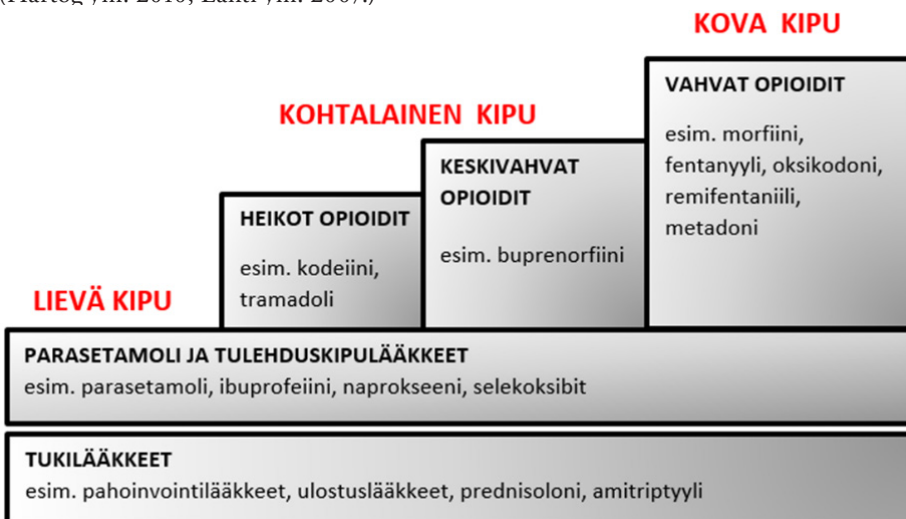 KOVA KIPU
VAHVAT OPIOIDIT
esim. morfiini,
fentanyyli, oksikodoni,
remifentaniili,
metadoni
KOHTALAINEN KIPU
KESKIVAHVAT
OPIOIDIT
esim. buprenorfiini
HEIKOT OPIOIDIT
esim. kodeiini,
tramadoli
LIEVÄ KIPU
PARASETAMOLI JA TULEHDUSKIPULÄÄKKEET
esim. parasetamoli, ibuprofeiini, naprokseeni, selekoksibit
TUKILÄÄKKEET
esim. pahoinvointilääkkeet, ulostuslääkkeet, prednisoloni, amitriptyyli